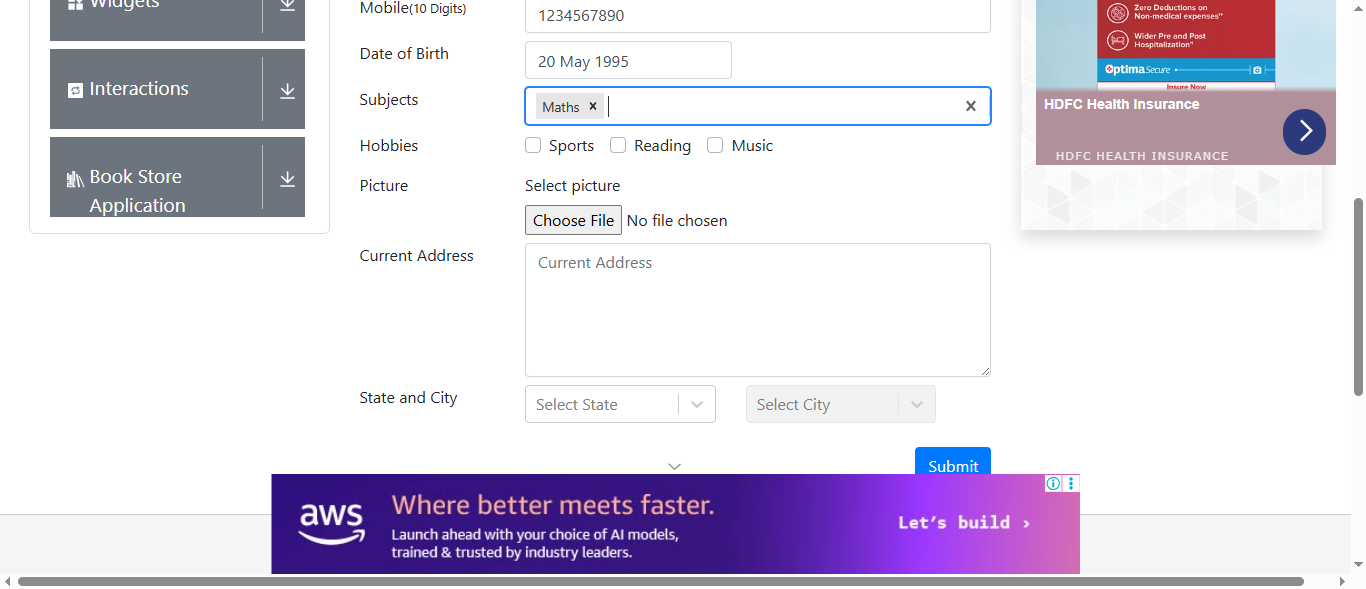 Widgets
Interactions
Book Store
Application
Mobile(10 Digits)
1234567890
Date of Birth
20 May 1995
Subjects
Maths ×
Hobbies
Sports Reading Music
Picture
Select picture
Choose File No file chosen
Current Address
Current Address
State and City
Select State
Select City
Submit
Zero Deductions on
Non-medical expenses
Wider Pre and Post
Hospitalization
Optima Secure
Insure Now
HDFC Health Insurance
HDFC HEALTH INSURANCE
aws
Where better meets faster.
Launch ahead with your choice of AI models,
trained & trusted by industry leaders.
Let's build ›